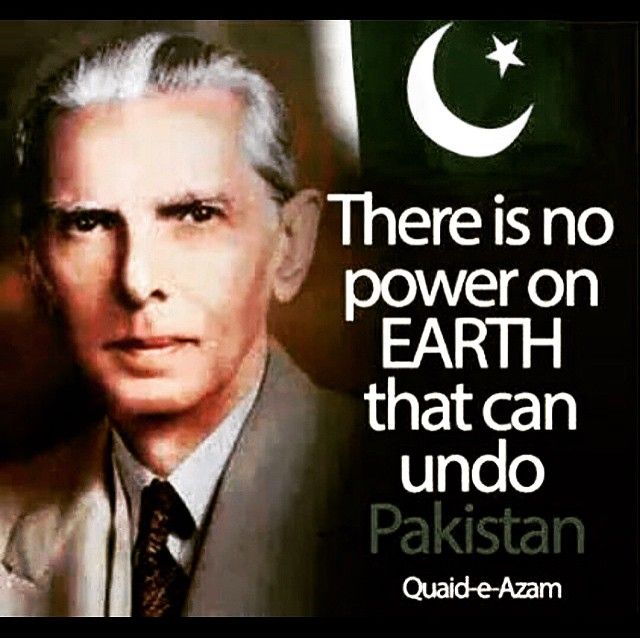 There is no
power on
EARTH
that can
undo
Pakistan
Quaid-e-Azam